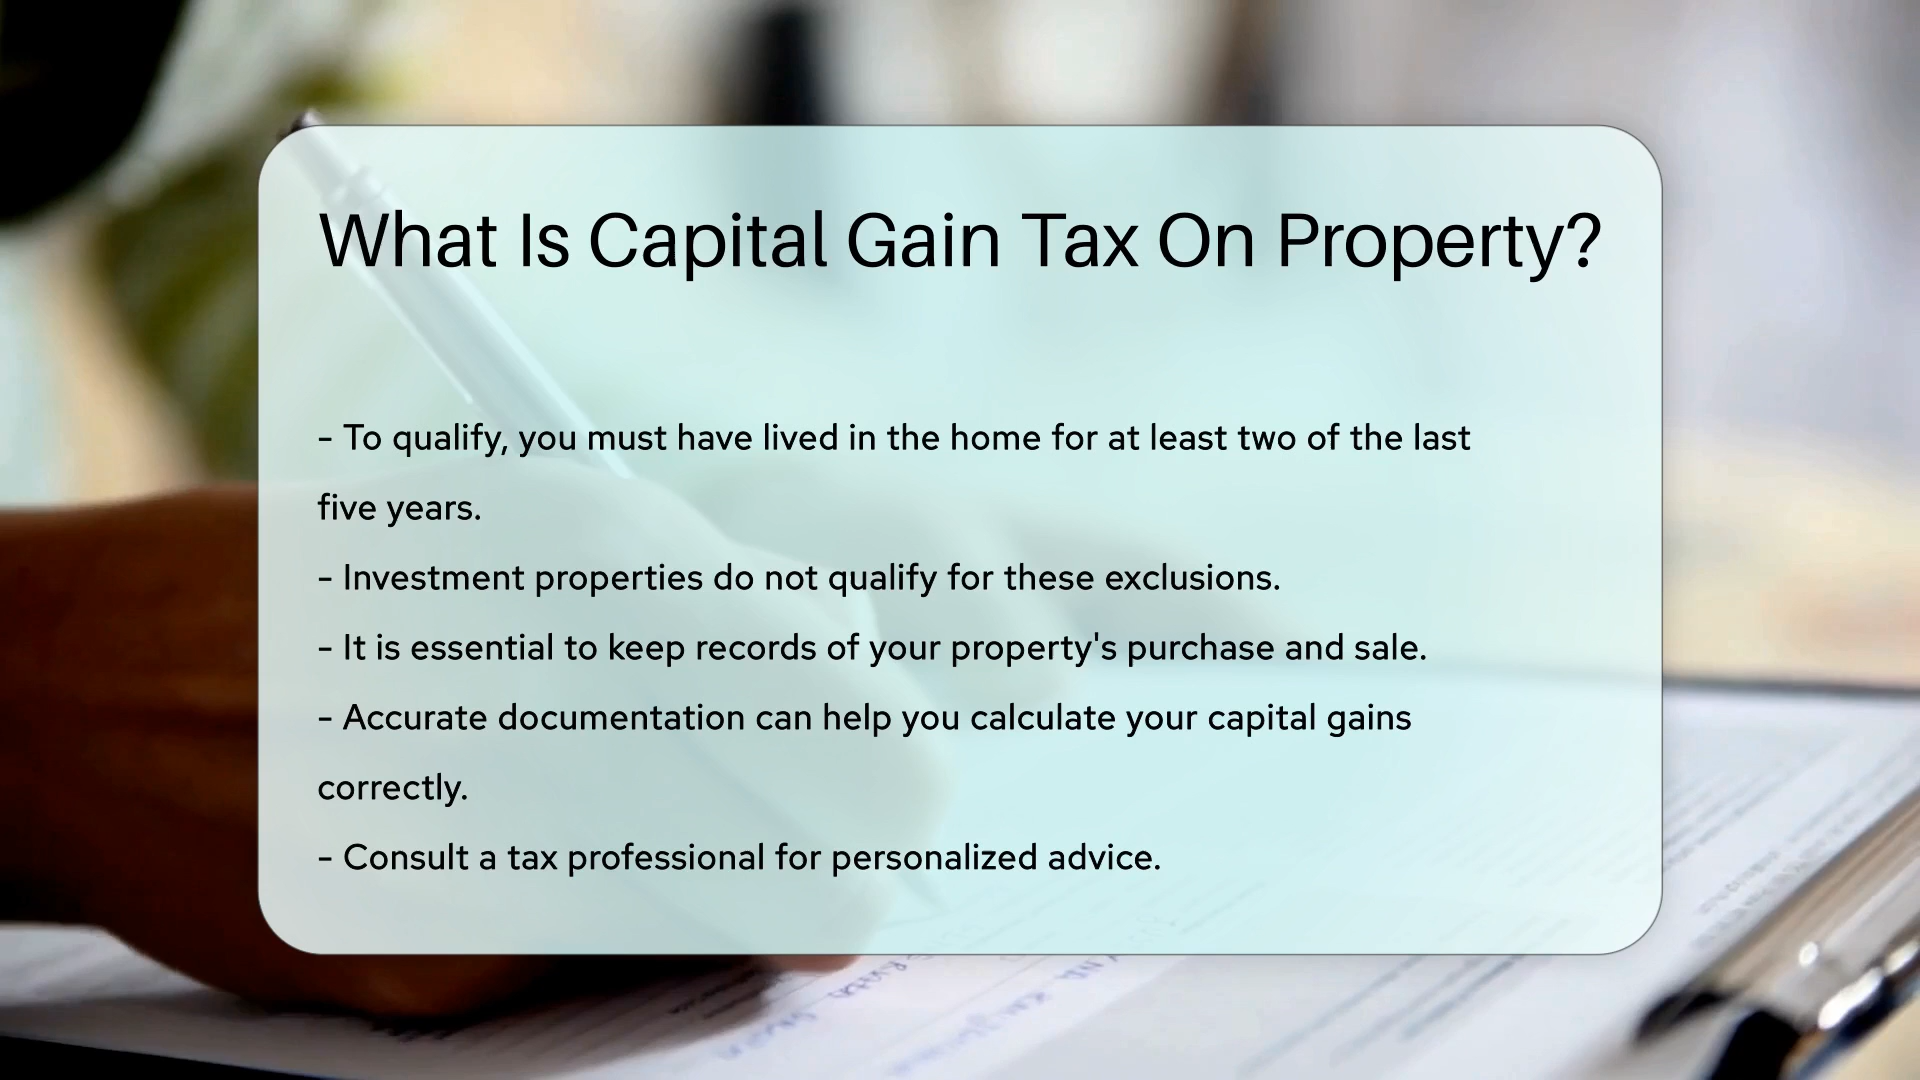 What Is Capital Gain Tax On Property?
- To qualify, you must have lived in the home for at least two of the last
five years.
- Investment properties do not qualify for these exclusions.
- It is essential to keep records of your property's purchase and sale.
- Accurate documentation can help you calculate your capital gains
correctly.
- Consult a tax professional for personalized advice.